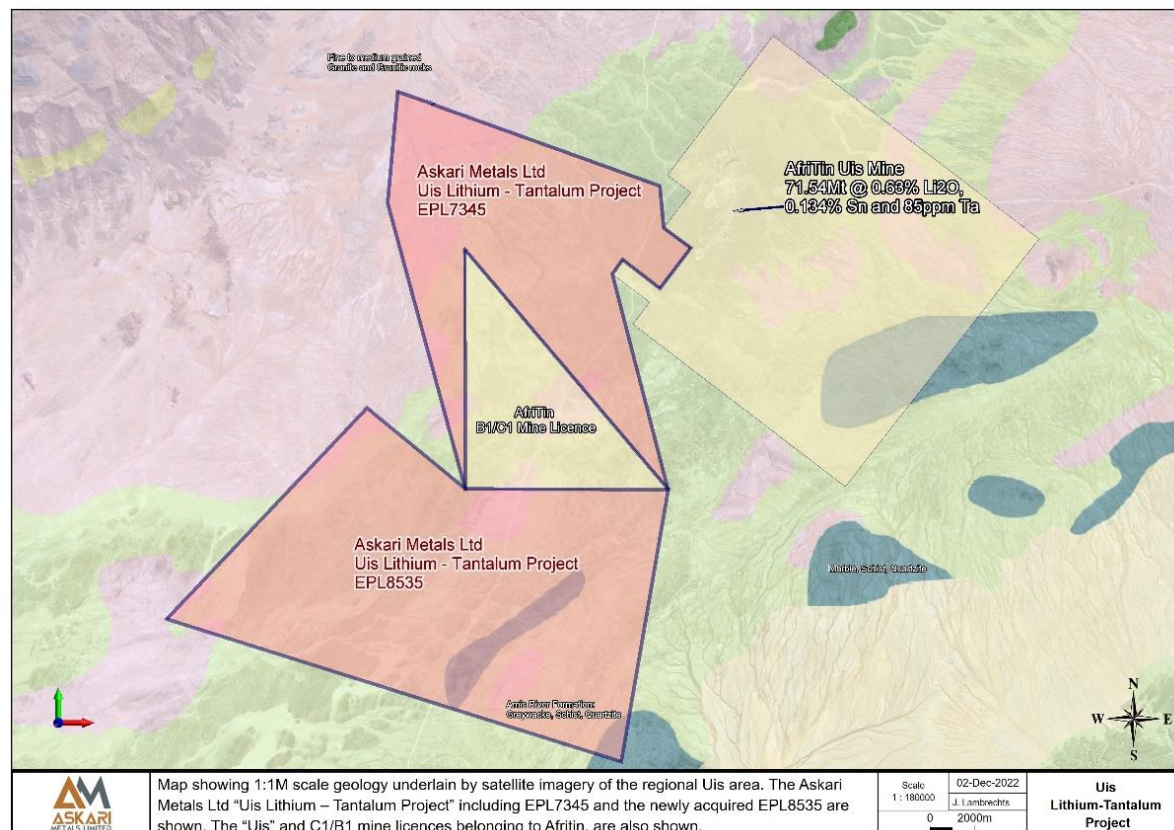 Fine to medium grained
Granite and Granitic rocks
Askari Metals Ltd
Uis Lithium - Tantalum Project
EPL7345
AfriTin Uis Mine
71.54Mt @ 0.63% Li2O,
0.134% Sn and 85ppm Ta
AfriTin
B1/C1 Mine Licence
Askari Metals Ltd
Uis Lithium - Tantalum Project
EPL8535
Marble, Schist, Quartzite
Amis River Formation:
Greywacke, Schist, Quartzite
N
W E
S
AM
ASKARI
METALS LIMITED
Map showing 1:1M scale geology underlain by satellite imagery of the regional Uis area. The Askari
Metals Ltd “Uis Lithium – Tantalum Project” including EPL7345 and the newly acquired EPL8535 are
shown. The “Uis” and C1/B1 mine licences belonging to Afritin, are also shown.
Scale
1 : 180000
02-Dec-2022
J. Lambrechts
0 2000m
Uis
Lithium-Tantalum
Project